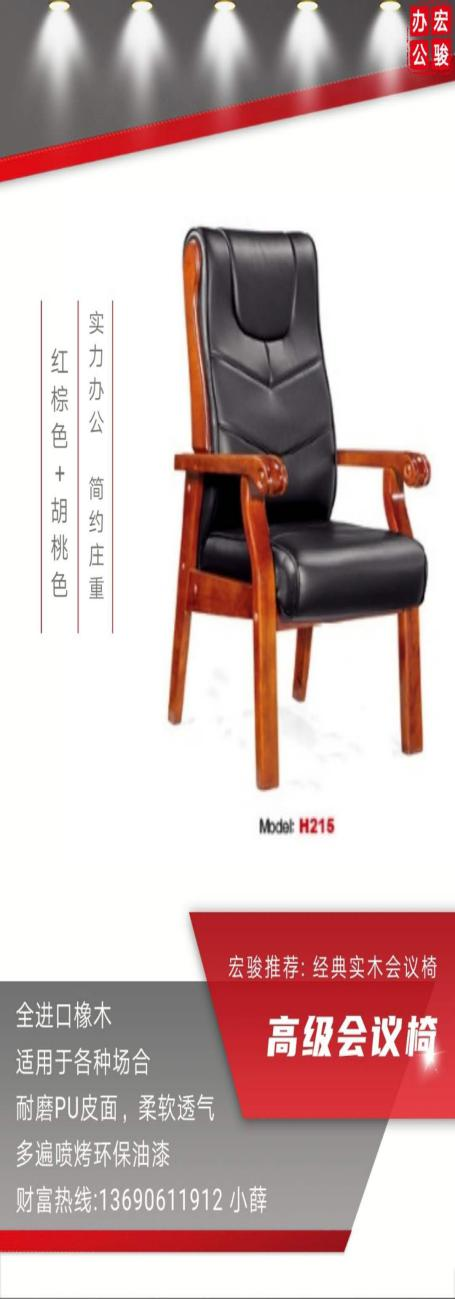 宏骏
办公
实力办公 简约庄重
红棕色+胡桃色
Model: H215
宏骏推荐: 经典实木会议椅
高级会议椅
全进口橡木
适用于各种场合
耐磨PU皮面，柔软透气
多遍喷烤环保油漆
财富热线:13690611912 小薛